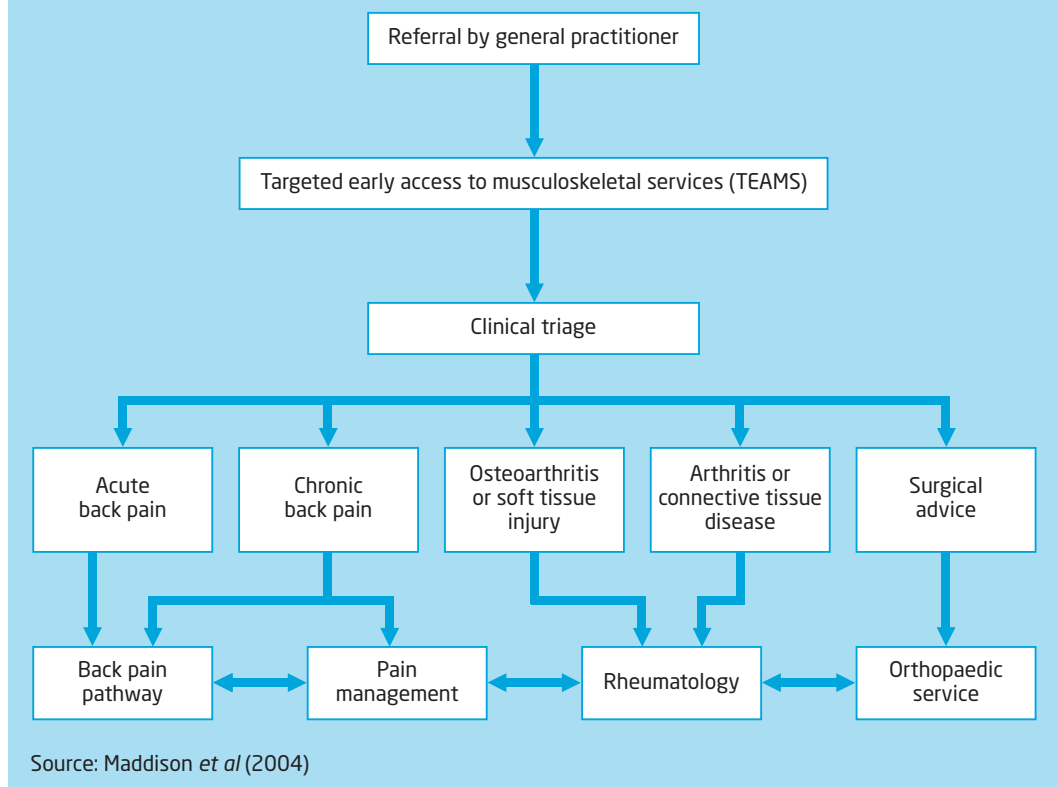 Referral by general practitioner
Targeted early access to musculoskeletal services (TEAMS)
Clinical triage
Acute
back pain
Chronic
back pain
Osteoarthritis
or soft tissue
injury
Arthritis or
connective tissue
disease
Surgical
advice
Back pain
pathway
Pain
management
Rheumatology
Orthopaedic
service
Source: Maddison et al (2004)